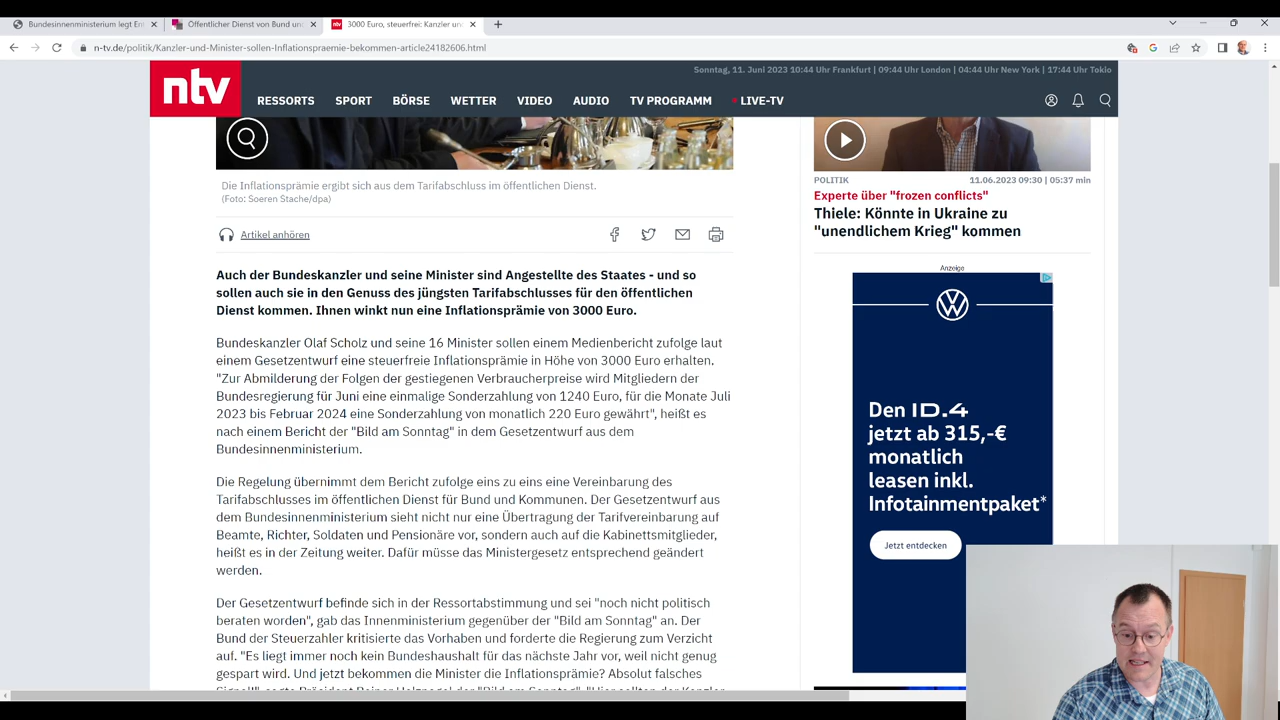 Bundesinnenministerium legt Ent
Öffentlicher Dienst von Bund un
3000 Euro, steuerfrei: Kanzler un
n-tv.de/politik/Kanzler-und-Minister-sollen-Inflationspraemie-bekommen-article24182606.html
Sonntag, 11. Juni 2023 10:44 Uhr Frankfurt | 09:44 Uhr London | 04:44 Uhr New York | 17:44 Uhr Tokio
ntv
RESSORTS SPORT BÖRSE WETTER VIDEO AUDIO TV PROGRAMM LIVE-TV
Die Inflationsprämie ergibt sich aus dem Tarifabschluss im öffentlichen Dienst.
(Foto: Soeren Stache/dpa)
Artikel anhören
Auch der Bundeskanzler und seine Minister sind Angestellte des Staates - und so
sollen auch sie in den Genuss des jüngsten Tarifabschlusses für den öffentlichen
Dienst kommen. Ihnen winkt nun eine Inflationsprämie von 3000 Euro.
Bundeskanzler Olaf Scholz und seine 16 Minister sollen einem Medienbericht zufolge laut
einem Gesetzentwurf eine steuerfreie Inflationsprämie in Höhe von 3000 Euro erhalten.
"Zur Abmilderung der Folgen der gestiegenen Verbraucherpreise wird Mitgliedern der
Bundesregierung für Juni eine einmalige Sonderzahlung von 1240 Euro, für die Monate Juli
2023 bis Februar 2024 eine Sonderzahlung von monatlich 220 Euro gewährt", heißt es
nach einem Bericht der "Bild am Sonntag" in dem Gesetzentwurf aus dem
Bundesinnenministerium.
Die Regelung übernimmt dem Bericht zufolge eins zu eins eine Vereinbarung des
Tarifabschlusses im öffentlichen Dienst für Bund und Kommunen. Der Gesetzentwurf aus
dem Bundesinnenministerium sieht nicht nur eine Übertragung der Tarifvereinbarung auf
Beamte, Richter, Soldaten und Pensionäre vor, sondern auch auf die Kabinettsmitglieder,
heißt es in der Zeitung weiter. Dafür müsse das Ministergesetz entsprechend geändert
werden.
Der Gesetzentwurf befinde sich in der Ressortabstimmung und sei "noch nicht politisch
beraten worden", gab das Innenministerium gegenüber der "Bild am Sonntag" an. Der
Bund der Steuerzahler kritisierte das Vorhaben und forderte die Regierung zum Verzicht
auf. "Es liegt immer noch kein Bundeshaushalt für das nächste Jahr vor, weil nicht genug
gespart wird. Und jetzt bekommen die Minister die Inflationsprämie? Absolut falsches
POLITIK 11.06.2023 09:30 | 05:37 min
Experte über "frozen conflicts"
Thiele: Könnte in Ukraine zu
"unendlichem Krieg" kommen
Anzeige
Den ID.4
jetzt ab 315,-€
monatlich
leasen inkl.
Infotainmentpaket*
Jetzt entdecken